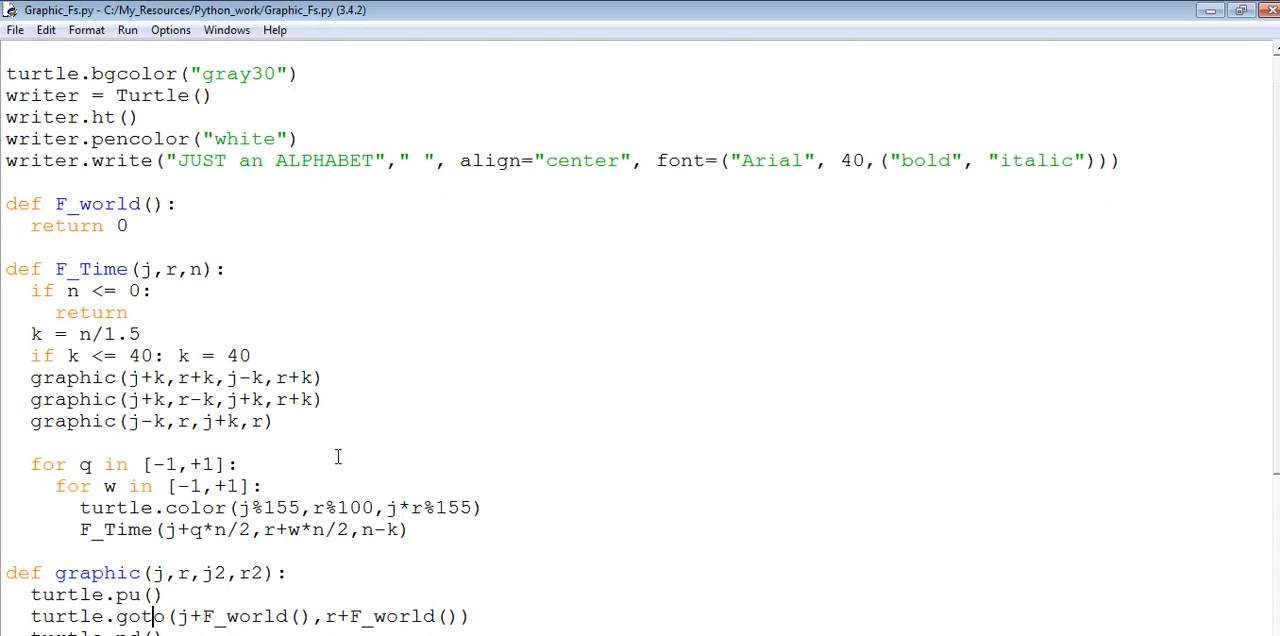 Graphic_Fs.py - C:/My_Resources/Python_work/Graphic_Fs.py (3.4.2)
File Edit Format Run Options Windows Help
turtle.bgcolor("gray30")
writer = Turtle()
writer.ht()
writer.pencolor("white")
writer.write("JUST an ALPHABET"," ", align="center", font=("Arial", 40,("bold", "italic")))
def F_world():
  return 0
def F_Time(j,r,n):
  if n <= 0:
    return
  k = n/1.5
  if k <= 40: k = 40
  graphic(j+k,r+k,j-k,r+k)
  graphic(j+k,r-k,j+k,r+k)
  graphic(j-k,r,j+k,r)
  for q in [-1,+1]:
    for w in [-1,+1]:
      turtle.color(j%155,r%100,j*r%155)
      F_Time(j+q*n/2,r+w*n/2,n-k)
def graphic(j,r,j2,r2):
  turtle.pu()
  turtle.goto(j+F_world(),r+F_world())